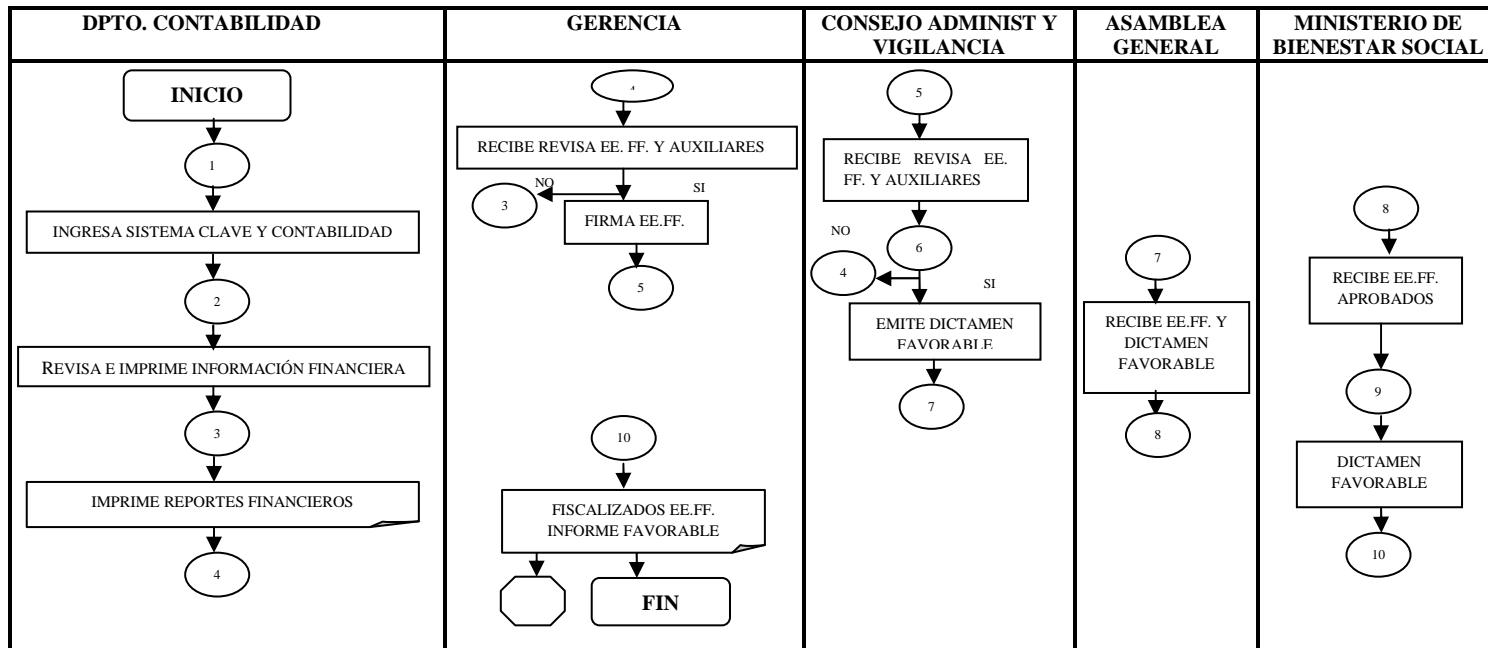 DPTO. CONTABILIDAD
GERENCIA
CONSEJO ADMINIST Y
VIGILANCIA
ASAMBLEA
GENERAL
MINISTERIO DE
BIENESTAR SOCIAL
INICIO
1
INGRESA SISTEMA CLAVE Y CONTABILIDAD
2
REVISA E IMPRIME INFORMACIÓN FINANCIERA
3
IMPRIME REPORTES FINANCIEROS
4
RECIBE REVISA EE. FF. Y AUXILIARES
NO
SI
3
FIRMA EE.FF.
5
10
FISCALIZADOS EE.FF.
INFORME FAVORABLE
FIN
5
RECIBE REVISA EE.
FF. Y AUXILIARES
NO
6
4
SI
EMITE DICTAMEN
FAVORABLE
7
7
RECIBE EE.FF. Y
DICTAMEN
FAVORABLE
8
8
RECIBE EE.FF.
APROBADOS
9
DICTAMEN
FAVORABLE
10